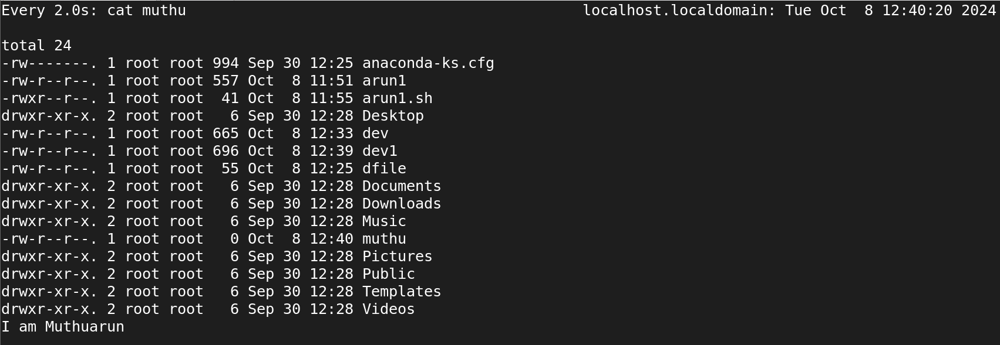 Every 2.0s: cat muthu localhost.localdomain: Tue Oct  8 12:40:20 2024
total 24
-rw-------. 1 root root 994 Sep 30 12:25 anaconda-ks.cfg
-rw-r--r--. 1 root root 557 Oct  8 11:51 arun1
-rwxr--r--. 1 root root  41 Oct  8 11:55 arun1.sh
drwxr-xr-x. 2 root root   6 Sep 30 12:28 Desktop
-rw-r--r--. 1 root root 665 Oct  8 12:33 dev
-rw-r--r--. 1 root root 696 Oct  8 12:39 dev1
-rw-r--r--. 1 root root  55 Oct  8 12:25 dfile
drwxr-xr-x. 2 root root   6 Sep 30 12:28 Documents
drwxr-xr-x. 2 root root   6 Sep 30 12:28 Downloads
drwxr-xr-x. 2 root root   6 Sep 30 12:28 Music
-rw-r--r--. 1 root root   0 Oct  8 12:40 muthu
drwxr-xr-x. 2 root root   6 Sep 30 12:28 Pictures
drwxr-xr-x. 2 root root   6 Sep 30 12:28 Public
drwxr-xr-x. 2 root root   6 Sep 30 12:28 Templates
drwxr-xr-x. 2 root root   6 Sep 30 12:28 Videos
I am Muthuarun